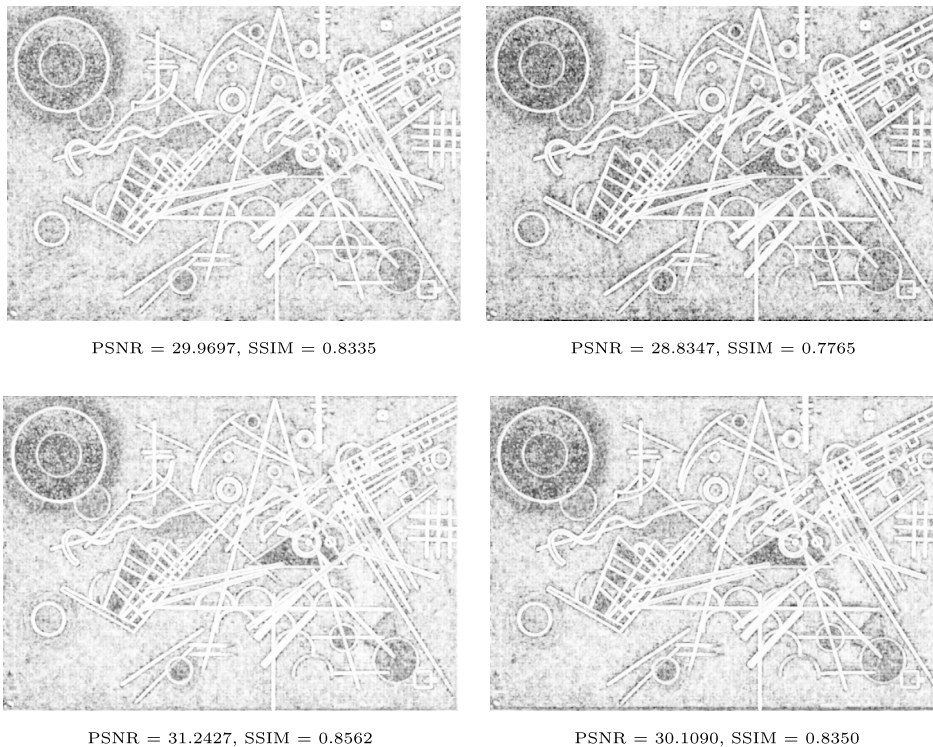 PSNR = 29.9697, SSIM = 0.8335
PSNR = 28.8347, SSIM = 0.7765
PSNR = 31.2427, SSIM = 0.8562
PSNR = 30.1090, SSIM = 0.8350